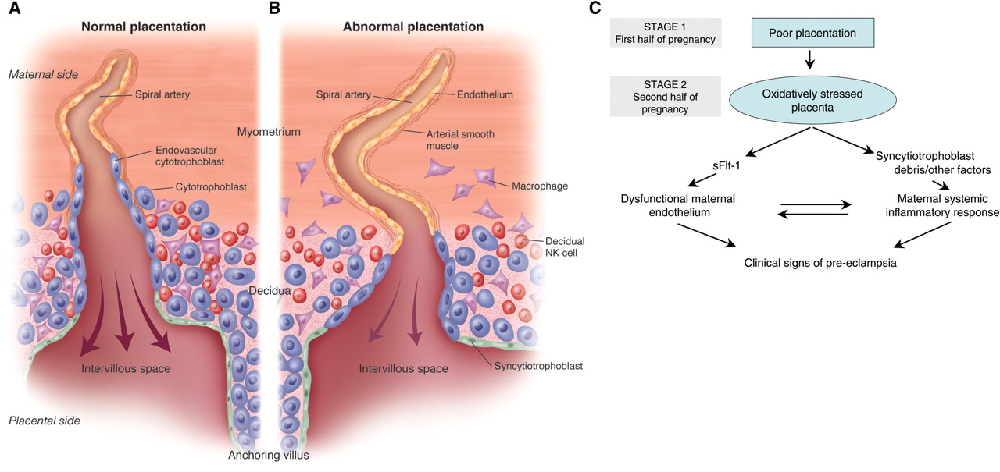 A
Normal placentation
Maternal side
Spiral artery
Endovascular
cytotrophoblast
Cytotrophoblast
Intervillous space
Placental side
Myometrium
Decidua
Anchoring villus
B
Abnormal placentation
Spiral artery
Endothelium
Arterial smooth
muscle
Macrophage
Decidual
NK cell
Syncytiotrophoblast
Intervillous space
C
STAGE 1
First half of pregnancy
Poor placentation
STAGE 2
Second half of
pregnancy
Oxidatively stressed
placenta
sFlt-1
Syncytiotrophoblast
debris/other factors
Dysfunctional maternal
endothelium
Maternal systemic
inflammatory response
Clinical signs of pre-eclampsia